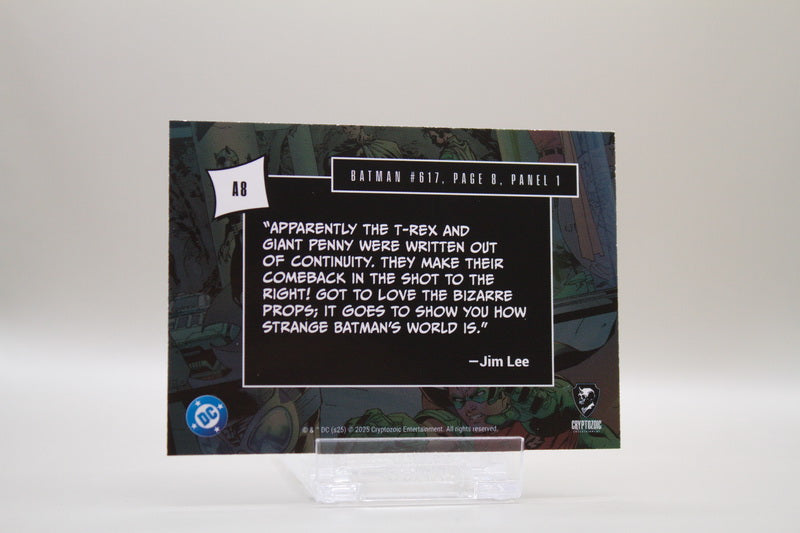 A8
BATMAN #617, PAGE 8, PANEL 1
"APPARENTLY THE T-REX AND
GIANT PENNY WERE WRITTEN OUT
OF CONTINUITY. THEY MAKE THEIR
COMEBACK IN THE SHOT TO THE
RIGHT! GOT TO LOVE THE BIZARRE
PROPS; IT GOES TO SHOW YOU HOW
STRANGE BATMAN'S WORLD IS."
—Jim Lee
DC
© & ™ DC (s25) © 2025 Cryptozoic Entertainment. All rights reserved.
CRYPTOZOIC
ENTERTAINMENT